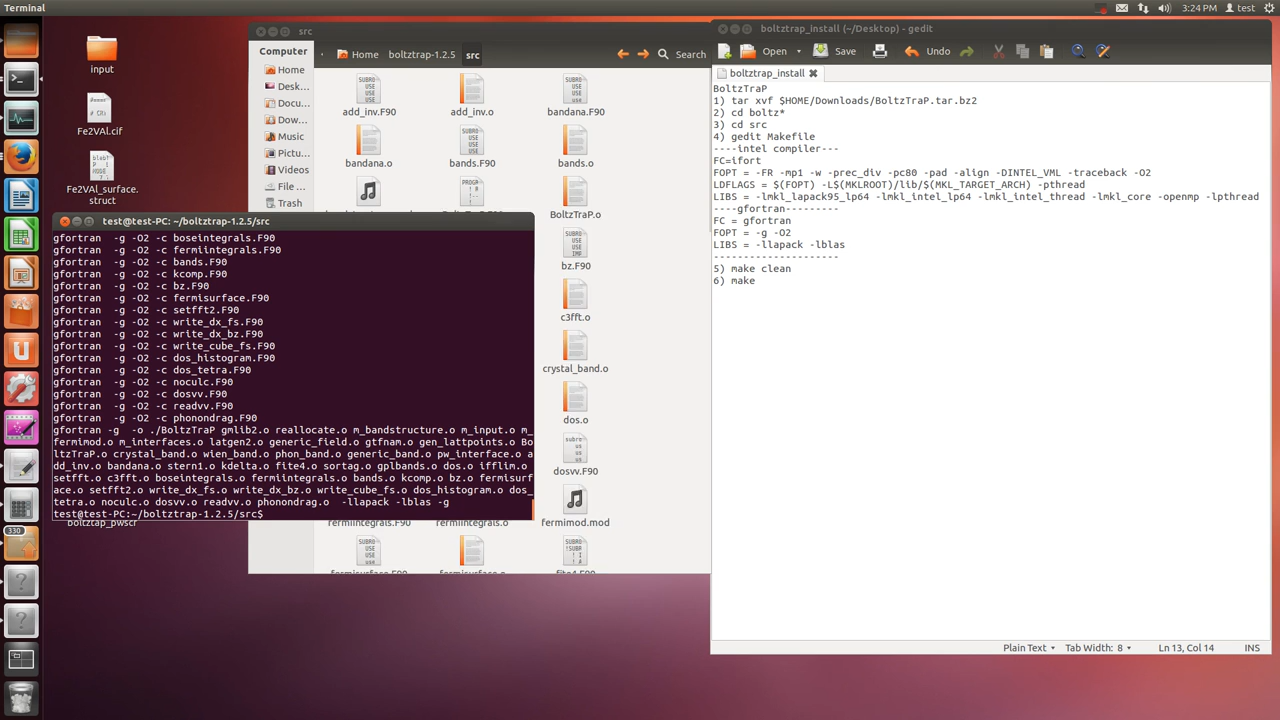 Terminal
3:24 PM
test
input
Fe2VAl.cif
Fe2VAl_surface.
struct
330
Computer
Home
boltztrap-1.2.5
src
Search
Home
Desk...
Docu...
Dow...
Music
Pictu...
Videos
File ...
Trash
add_inv.F90
add_inv.o
bandana.F90
bandana.o
bands.F90
bands.o
BoltzTraP.o
bz.F90
c3fft.o
crystal_band.o
dos.o
dosvv.F90
fermimod.mod
test@test-PC: ~/boltztrap-1.2.5/src
gfortran  -g -O2 -c boseintegrals.F90
gfortran  -g -O2 -c fermiintegrals.F90
gfortran  -g -O2 -c bands.F90
gfortran  -g -O2 -c kcomp.F90
gfortran  -g -O2 -c bz.F90
gfortran  -g -O2 -c fermisurface.F90
gfortran  -g -O2 -c setfft2.F90
gfortran  -g -O2 -c write_dx_fs.F90
gfortran  -g -O2 -c write_dx_bz.F90
gfortran  -g -O2 -c write_cube_fs.F90
gfortran  -g -O2 -c dos_histogram.F90
gfortran  -g -O2 -c dos_tetra.F90
gfortran  -g -O2 -c noculc.F90
gfortran  -g -O2 -c dosvv.F90
gfortran  -g -O2 -c readvv.F90
gfortran  -g -O2 -c phonondrag.F90
gfortran -g  -o ./BoltzTraP gmlib2.o reallocate.o m_bandstructure.o m_input.o m_
fermimod.o m_interfaces.o latgen2.o generic_field.o gtfnam.o gen_lattpoints.o Bo
ltzTraP.o crystal_band.o wien_band.o phon_band.o generic_band.o pw_interface.o a
dd_inv.o bandana.o stern1.o kdelta.o fite4.o sortag.o gplbands.o dos.o ifflim.o
setfft.o c3fft.o boseintegrals.o fermiintegrals.o bands.o kcomp.o bz.o fermisurf
ace.o setfft2.o write_dx_fs.o write_dx_bz.o write_cube_fs.o dos_histogram.o dos_
tetra.o noculc.o dosvv.o readvv.o phonondrag.o  -llapack -lblas -g
test@test-PC:~/boltztrap-1.2.5/src$
boltztap_pwscf
fermiintegrals.F90
fermiintegrals.o
fermisurface.F90
fermisurface.o
fite4.F90
boltztrap_install (~/Desktop) - gedit
Open
Save
Undo
boltztrap_install
BoltzTraP
1) tar xvf $HOME/Downloads/BoltzTraP.tar.bz2
2) cd boltz*
3) cd src
4) gedit Makefile
----intel compiler---
FC=ifort
FOPT = -FR -mp1 -w -prec_div -pc80 -pad -align -DINTEL_VML -traceback -O2
LDFLAGS = $(FOPT) -L$(MKLROOT)/lib/$(MKL_TARGET_ARCH) -pthread
LIBS = -lmkl_lapack95_lp64 -lmkl_intel_lp64 -lmkl_intel_thread -lmkl_core -openmp -lpthread
----gfortran---------
FC = gfortran
FOPT = -g -O2
LIBS = -llapack -lblas
---------------------
5) make clean
6) make
Plain Text
Tab Width: 8
Ln 13, Col 14
INS